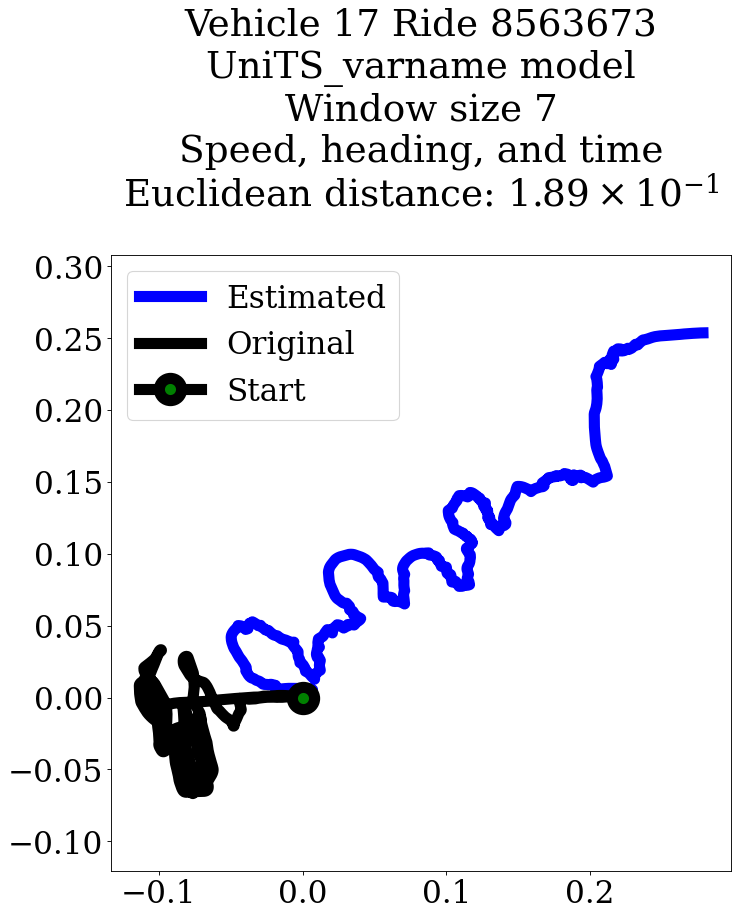 Vehicle 17 Ride 8563673
UniTS_varname model
Window size 7
Speed, heading, and time
Euclidean distance: 1.89 × 10⁻¹
Estimated
Original
Start
0.30
0.25
0.20
0.15
0.10
0.05
0.00
−0.05
−0.10
−0.1 0.0 0.1 0.2